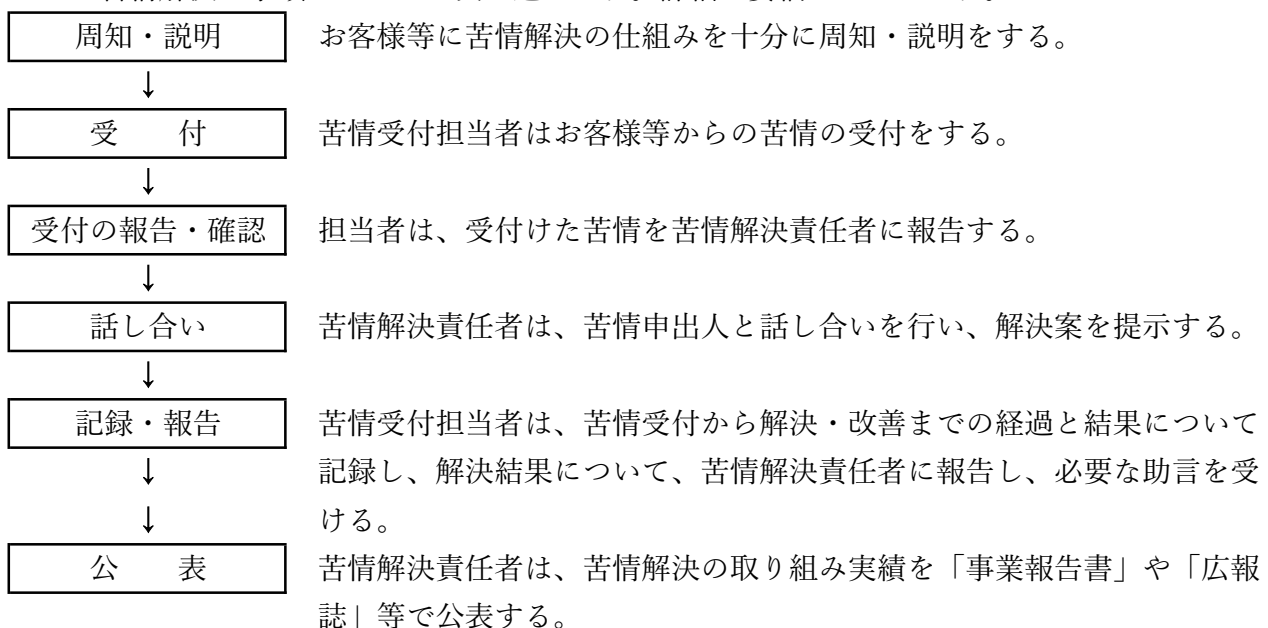 周知・説明 お客様等に苦情解決の仕組みを十分に周知・説明をする。
↓
受　　付 苦情受付担当者はお客様等からの苦情の受付をする。
↓
受付の報告・確認 担当者は、受付けた苦情を苦情解決責任者に報告する。
↓
話し合い 苦情解決責任者は、苦情申出人と話し合いを行い、解決案を提示する。
↓
記録・報告 苦情受付担当者は、苦情受付から解決・改善までの経過と結果について
↓ 記録し、解決結果について、苦情解決責任者に報告し、必要な助言を受
↓ ける。
公　　表 苦情解決責任者は、苦情解決の取り組み実績を「事業報告書」や「広報
誌」等で公表する。